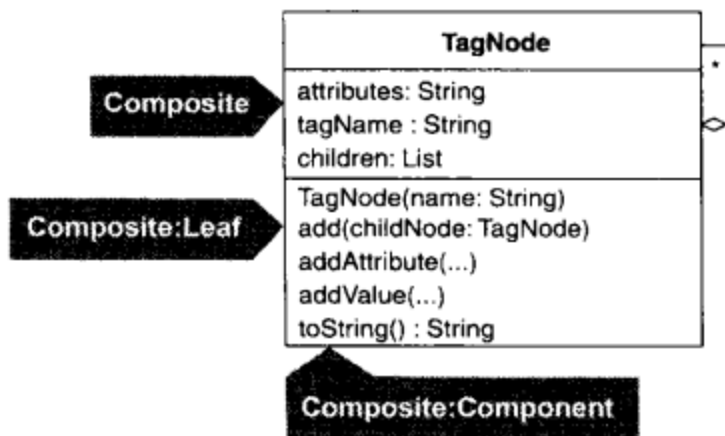 TagNode
*
Composite
attributes: String
tagName : String
children: List
Composite:Leaf
TagNode(name: String)
add(childNode: TagNode)
addAttribute(...)
addValue(...)
toString() : String
Composite:Component